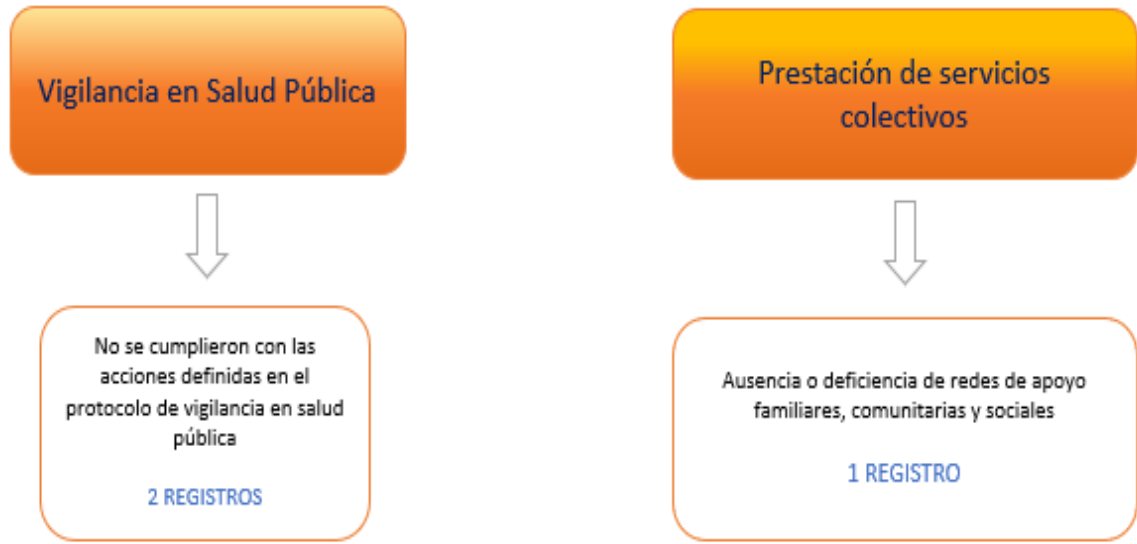 Vigilancia en Salud Pública
No se cumplieron con las
acciones definidas en el
protocolo de vigilancia en salud
pública
2 REGISTROS
Prestación de servicios
colectivos
Ausencia o deficiencia de redes de apoyo
familiares, comunitarias y sociales
1 REGISTRO